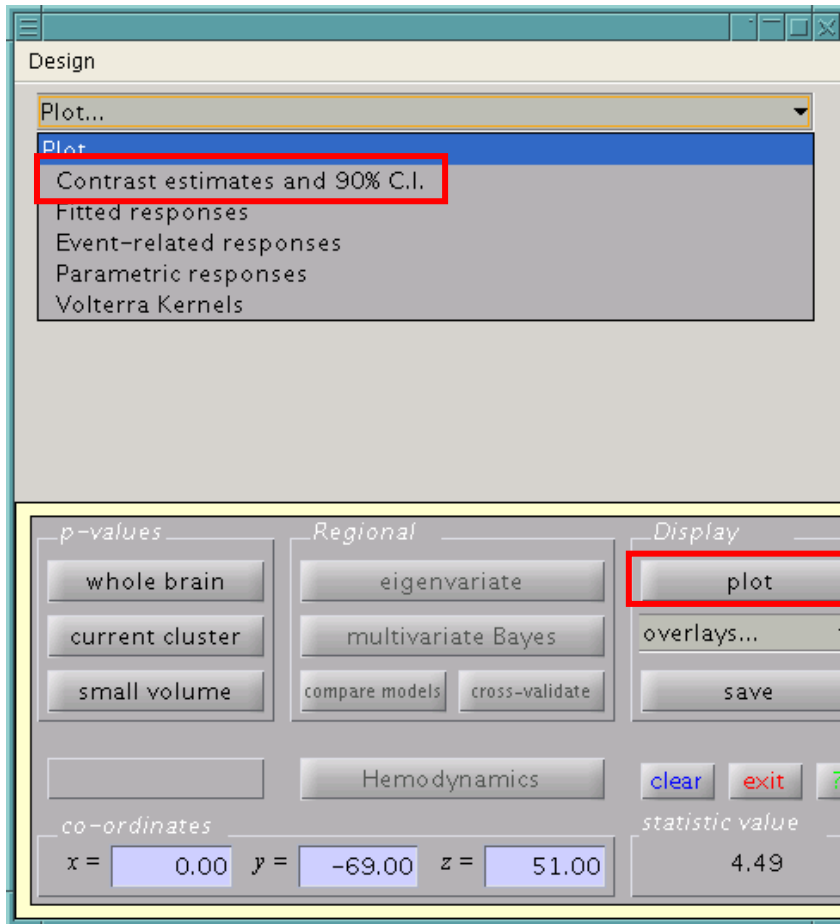 Design
Plot...
Plot
Contrast estimates and 90% C.I.
Fitted responses
Event-related responses
Parametric responses
Volterra Kernels
p-values
Regional
Display
whole brain
eigenvariate
plot
current cluster
multivariate Bayes
overlays...
small volume
compare models
cross-validate
save
Hemodynamics
clear
exit
?
co-ordinates
statistic value
x = 0.00 y = -69.00 z = 51.00
4.49